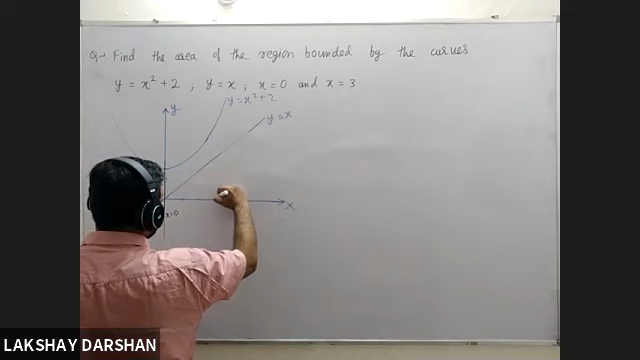 Q→ Find the area of the region bounded by the curves
y = x² + 2 ; y = x ; x = 0 and x = 3
y
y = x² + 2
y = x
x=0
X
LAKSHAY DARSHAN